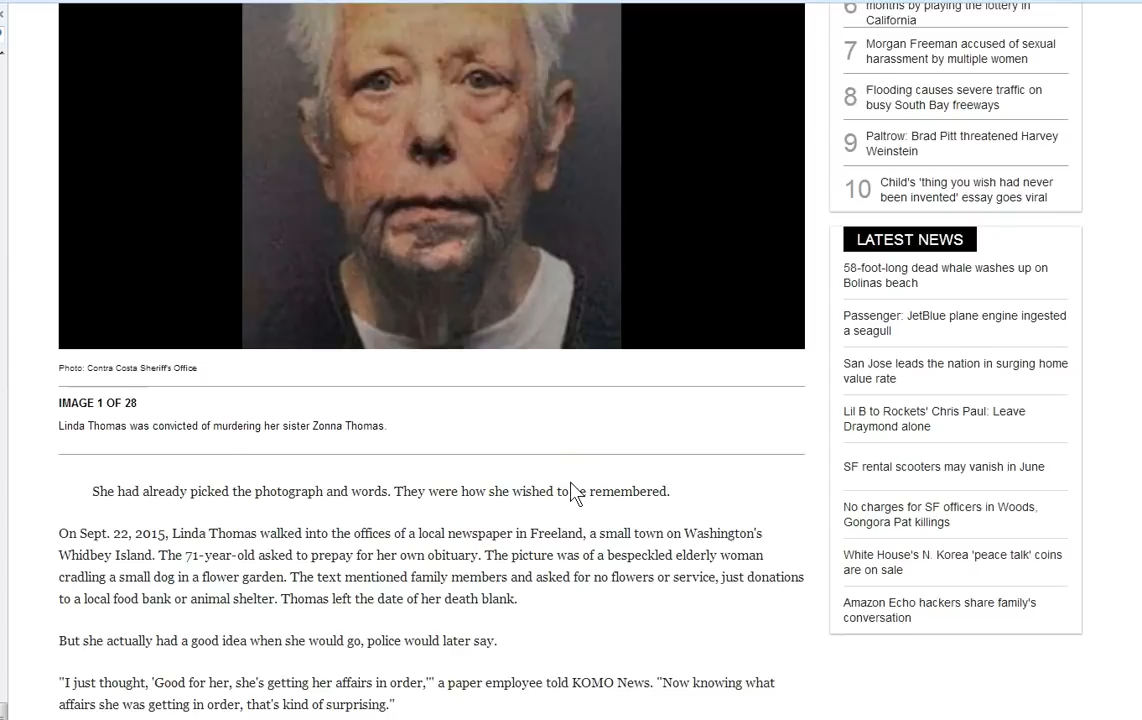 Photo: Contra Costa Sheriff's Office
IMAGE 1 OF 28
Linda Thomas was convicted of murdering her sister Zonna Thomas.
She had already picked the photograph and words. They were how she wished to remembered.
On Sept. 22, 2015, Linda Thomas walked into the offices of a local newspaper in Freeland, a small town on Washington's
Whidbey Island. The 71-year-old asked to prepay for her own obituary. The picture was of a bespeckled elderly woman
cradling a small dog in a flower garden. The text mentioned family members and asked for no flowers or service, just donations
to a local food bank or animal shelter. Thomas left the date of her death blank.
But she actually had a good idea when she would go, police would later say.
"I just thought, 'Good for her, she's getting her affairs in order,'" a paper employee told KOMO News. "Now knowing what
affairs she was getting in order, that's kind of surprising."
6 months by playing the lottery in
California
7 Morgan Freeman accused of sexual
harassment by multiple women
8 Flooding causes severe traffic on
busy South Bay freeways
9 Paltrow: Brad Pitt threatened Harvey
Weinstein
10 Child's 'thing you wish had never
been invented' essay goes viral
LATEST NEWS
58-foot-long dead whale washes up on
Bolinas beach
Passenger: JetBlue plane engine ingested
a seagull
San Jose leads the nation in surging home
value rate
Lil B to Rockets' Chris Paul: Leave
Draymond alone
SF rental scooters may vanish in June
No charges for SF officers in Woods,
Gongora Pat killings
White House's N. Korea 'peace talk' coins
are on sale
Amazon Echo hackers share family's
conversation